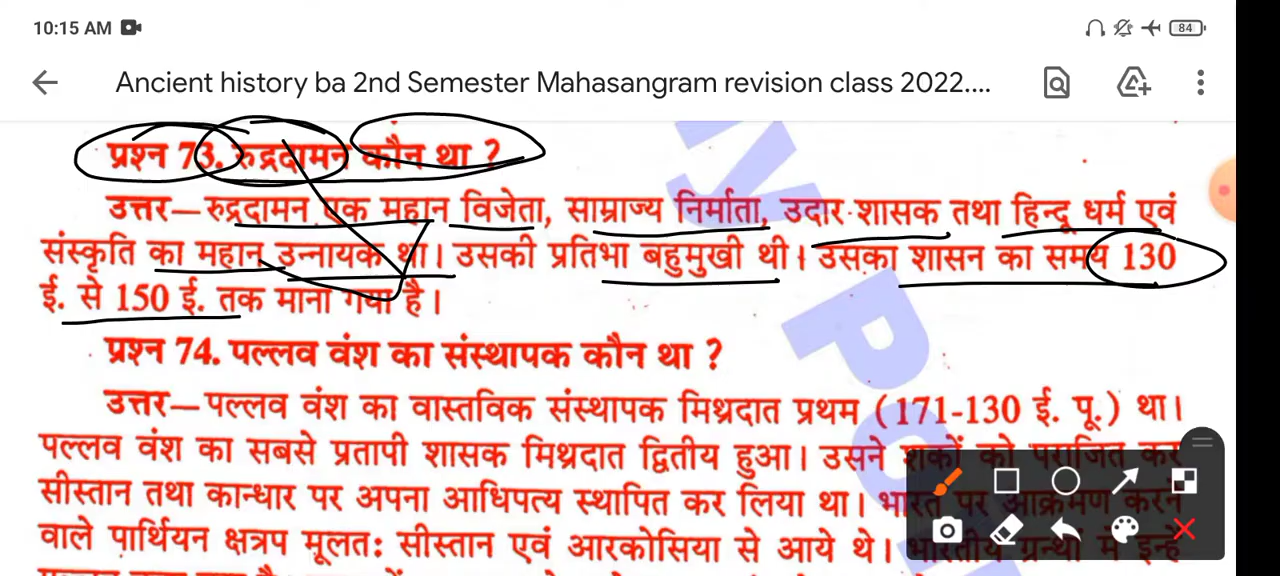 10:15 AM
84
Ancient history ba 2nd Semester Mahasangram revision class 2022....
प्रश्न 73. रुद्रदामन कौन था ?
उत्तर—रुद्रदामन एक महान विजेता, साम्राज्य निर्माता, उदार शासक तथा हिन्दू धर्म एवं
संस्कृति का महान उन्नायक था। उसकी प्रतिभा बहुमुखी थी। उसका शासन का समय 130
ई. से 150 ई. तक माना गया है।
प्रश्न 74. पल्लव वंश का संस्थापक कौन था ?
उत्तर—पल्लव वंश का वास्तविक संस्थापक मिथ्रदात प्रथम (171-130 ई. पू.) था।
पल्लव वंश का सबसे प्रतापी शासक मिथ्रदात द्वितीय हुआ। उसने शकों को पराजित कर
सीस्तान तथा कान्धार पर अपना आधिपत्य स्थापित कर लिया था। भारत पर आक्रमण करने
वाले पार्थियन क्षत्रप मूलत: सीस्तान एवं आरकोसिया से आये थे। भारतीय ग्रन्थों में इन्हें